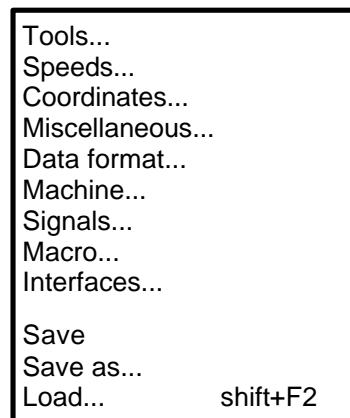 Tools...
Speeds...
Coordinates...
Miscellaneous...
Data format...
Machine...
Signals...
Macro...
Interfaces...
Save
Save as...
Load... shift+F2